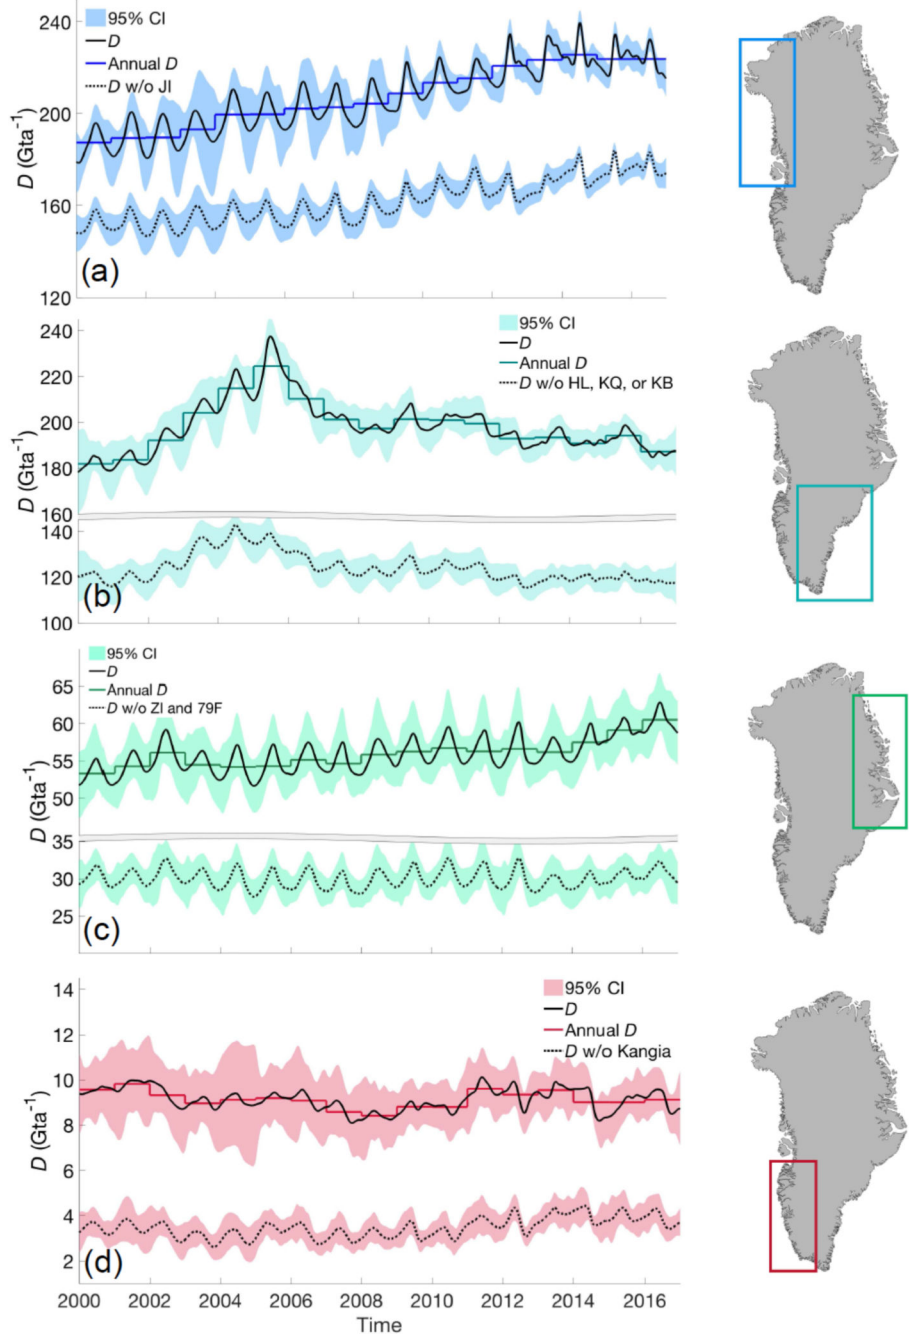 240
200
160
120
D (Gta-1)
95% CI
D
Annual D
D w/o JI
(a)
240
220
200
180
160
140
120
100
D (Gta-1)
95% CI
D
Annual D
D w/o HL, KQ, or KB
(b)
65
60
55
50
35
30
25
D (Gta-1)
95% CI
D
Annual D
D w/o ZI and 79F
(c)
14
12
10
8
6
4
2
D (Gta-1)
95% CI
D
Annual D
D w/o Kangia
(d)
2000 2002 2004 2006 2008 2010 2012 2014 2016
Time